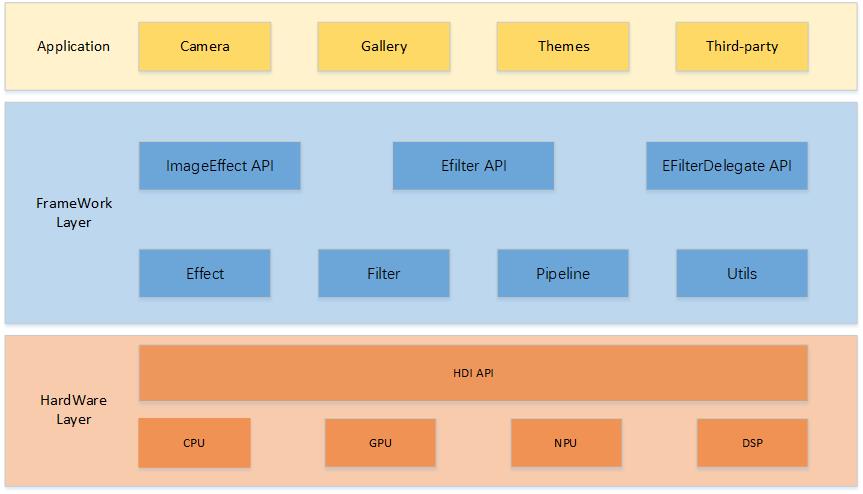 Application
Camera
Gallery
Themes
Third-party
FrameWork
Layer
ImageEffect API
Efilter API
EFilterDelegate API
Effect
Filter
Pipeline
Utils
HardWare
Layer
HDI API
CPU
GPU
NPU
DSP